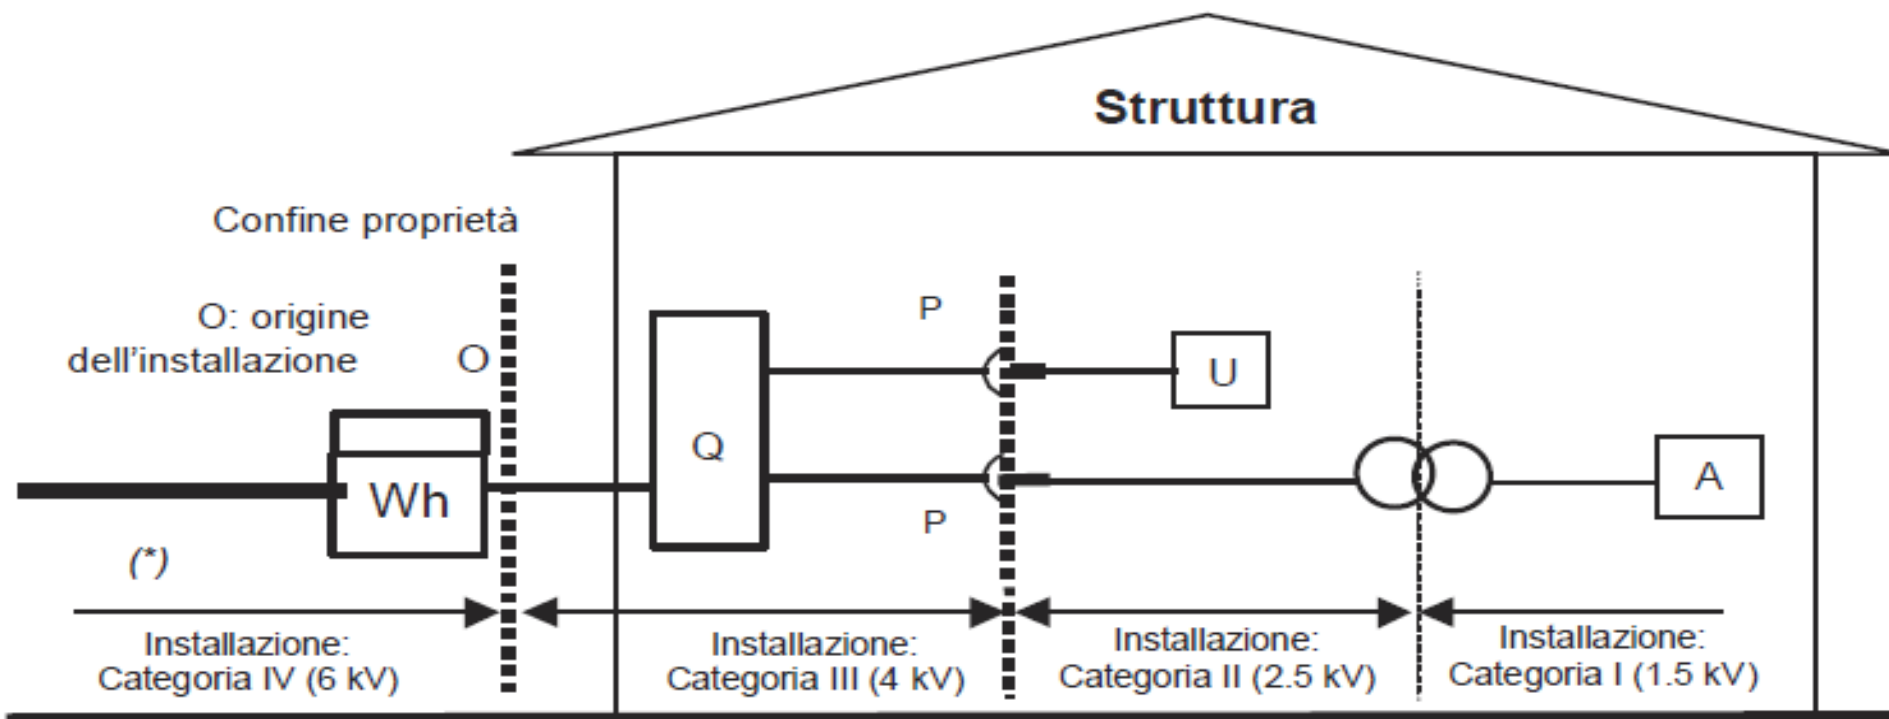 Struttura
Confine proprietà
O: origine
dell'installazione
O
P
U
Q
Wh
A
P
(*)
Installazione:
Categoria IV (6 kV)
Installazione:
Categoria III (4 kV)
Installazione:
Categoria II (2.5 kV)
Installazione:
Categoria I (1.5 kV)